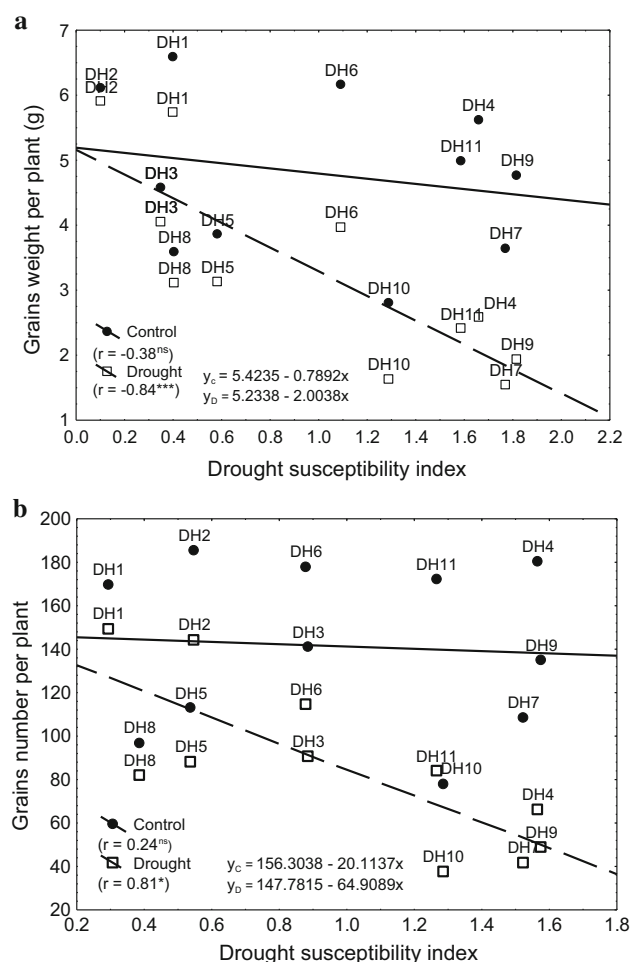 a
7
6
5
4
3
2
1
Grains weight per plant (g)
DH1
DH2
DH2
DH1
DH6
DH4
DH11
DH9
DH3
DH3
DH5
DH6
DH7
DH8
DH8
DH5
DH10
DH11
DH4
DH10
DH9
DH7
Control
(r = -0.38ns)
Drought
(r = -0.84***)
yc = 5.4235 - 0.7892x
yD = 5.2338 - 2.0038x
0.0 0.2 0.4 0.6 0.8 1.0 1.2 1.4 1.6 1.8 2.0 2.2
Drought susceptibility index
b
200
180
160
140
120
100
80
60
40
20
0
Grains number per plant
DH2
DH6
DH4
DH1
DH11
DH1
DH2
DH3
DH9
DH6
DH5
DH7
DH8
DH8
DH5
DH3
DH11
DH10
DH4
DH9
DH10
DH7
Control
(r = 0.24ns)
Drought
(r = 0.81*)
yC = 156.3038 - 20.1137x
yD = 147.7815 - 64.9089x
0.2 0.4 0.6 0.8 1.0 1.2 1.4 1.6 1.8
Drought susceptibility index